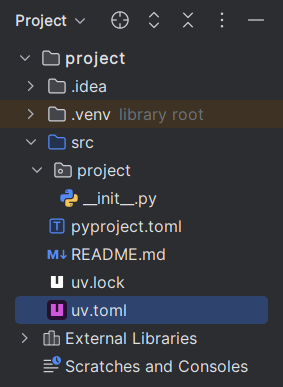 Project
project
.idea
.venv library root
src
project
__init__.py
pyproject.toml
README.md
uv.lock
uv.toml
External Libraries
Scratches and Consoles